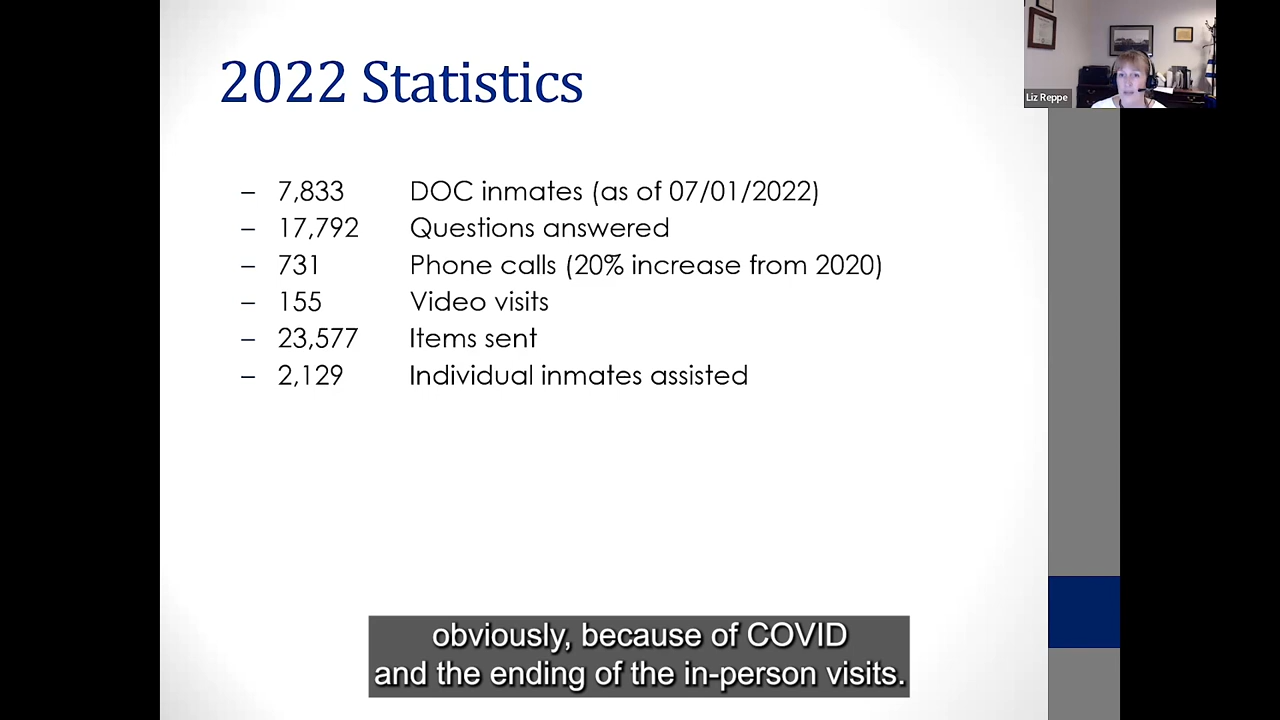 2022 Statistics
– 7,833 DOC inmates (as of 07/01/2022)
– 17,792 Questions answered
– 731 Phone calls (20% increase from 2020)
– 155 Video visits
– 23,577 Items sent
– 2,129 Individual inmates assisted
Liz Reppe
obviously, because of COVID
and the ending of the in-person visits.